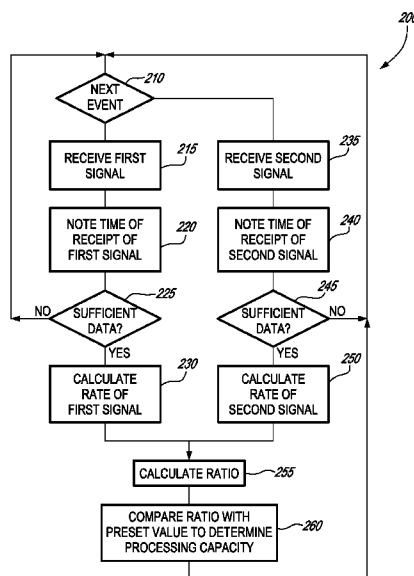 200
NEXT
EVENT
210
RECEIVE FIRST
SIGNAL
215
RECEIVE SECOND
SIGNAL
235
NOTE TIME OF
RECEIPT OF
FIRST SIGNAL
220
NOTE TIME OF
RECEIPT OF
SECOND SIGNAL
240
NO
SUFFICIENT
DATA?
225
SUFFICIENT
DATA?
245
NO
YES
YES
CALCULATE
RATE OF
FIRST SIGNAL
230
CALCULATE
RATE OF
SECOND SIGNAL
250
CALCULATE RATIO
255
COMPARE RATIO WITH
PRESET VALUE TO DETERMINE
PROCESSING CAPACITY
260